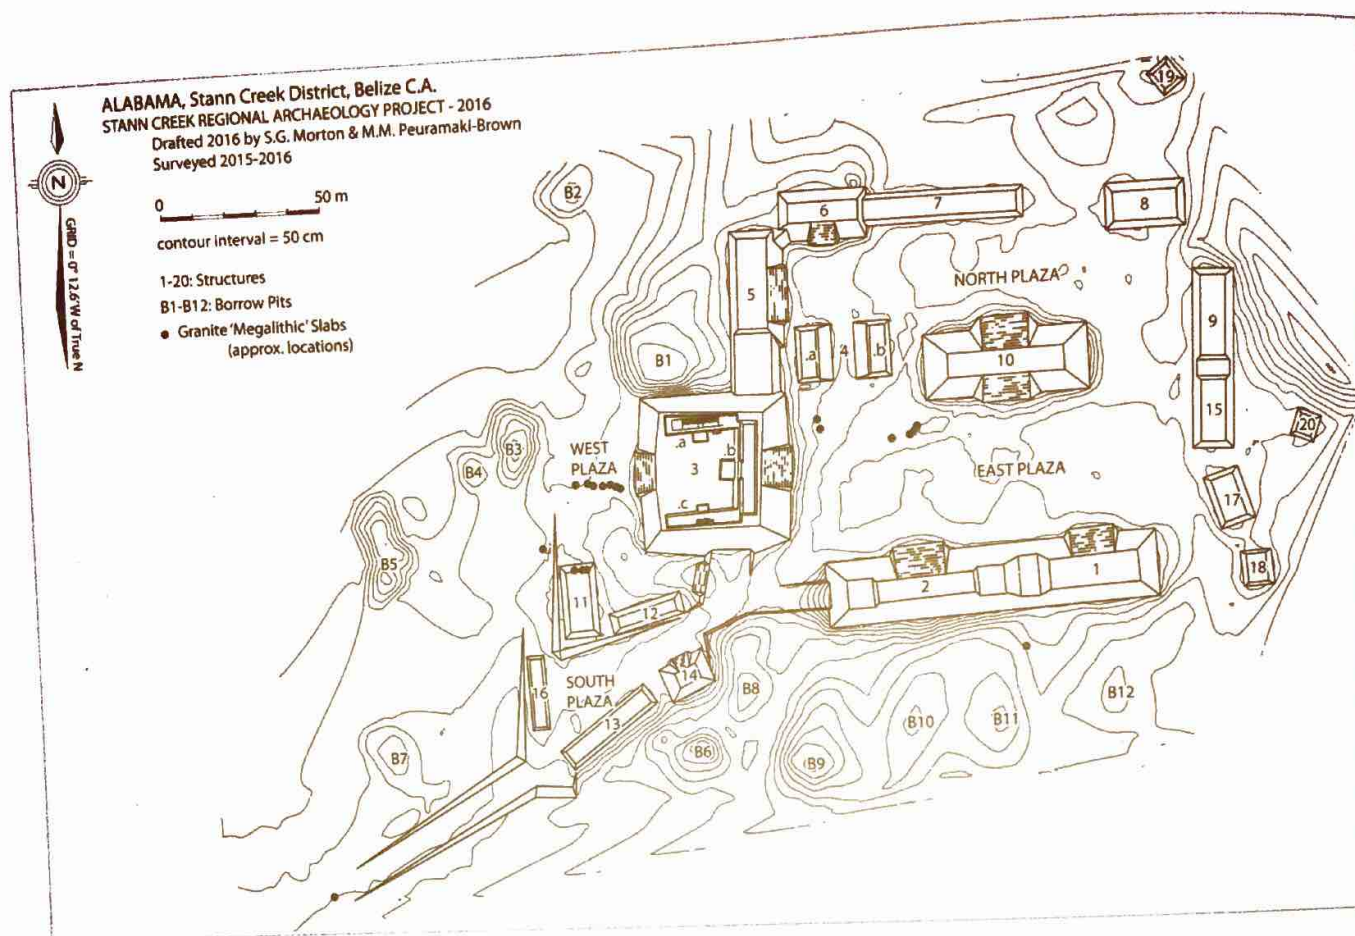 ALABAMA, Stann Creek District, Belize C.A.
STANN CREEK REGIONAL ARCHAEOLOGY PROJECT - 2016
Drafted 2016 by S.G. Morton & M.M. Peuramaki-Brown
Surveyed 2015-2016
N
GRID = 0° 12.6'W of True N
0 50 m
contour interval = 50 cm
1-20: Structures
B1-B12: Borrow Pits
Granite 'Megalithic' Slabs
(approx. locations)
19
B2
6
7
8
5
NORTH PLAZA
9
B1
.a
4
.b
10
15
20
B3
B4
WEST
PLAZA
.a
.b
3
.c
EAST PLAZA
17
B5
11
12
2
1
18
16
SOUTH
PLAZA
14
13
B8
B7
B6
B9
B10
B11
B12